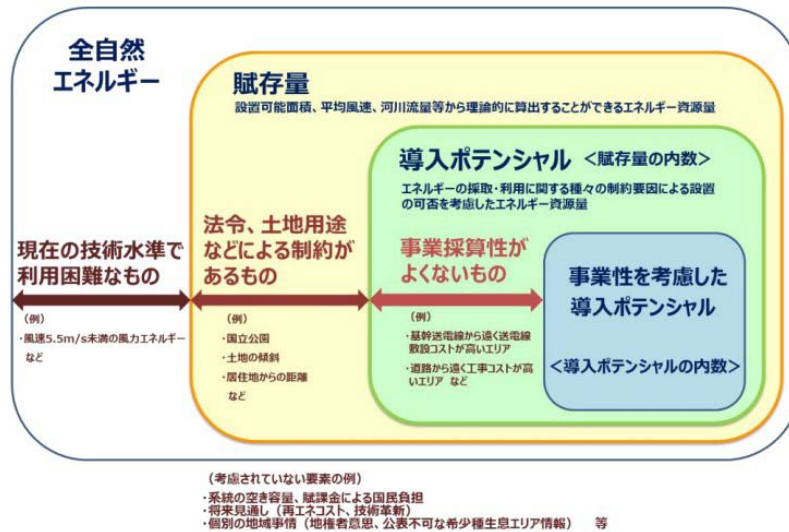 全自然
エネルギー
賦存量
設置可能面積、平均風速、河川流量等から理論的に算出することができるエネルギー資源量
導入ポテンシャル ＜賦存量の内数＞
エネルギーの採取・利用に関する種々の制約要因による設置
の可否を考慮したエネルギー資源量
現在の技術水準で
利用困難なもの
（例）
・風速5.5m/s未満の風力エネルギー
など
法令、土地用途
などによる制約が
あるもの
（例）
・国立公園
・土地の傾斜
・居住地からの距離
など
事業採算性が
よくないもの
（例）
・基幹送電線から遠く送電線
敷設コストが高いエリア
・道路から遠く工事コストが高
いエリア など
事業性を考慮した
導入ポテンシャル
＜導入ポテンシャルの内数＞
（考慮されていない要素の例）
・系統の空き容量、賦課金による国民負担
・将来見通し（再エネコスト、技術革新）
・個別の地域事情（地権者意思、公表不可な希少種生息エリア情報） 等